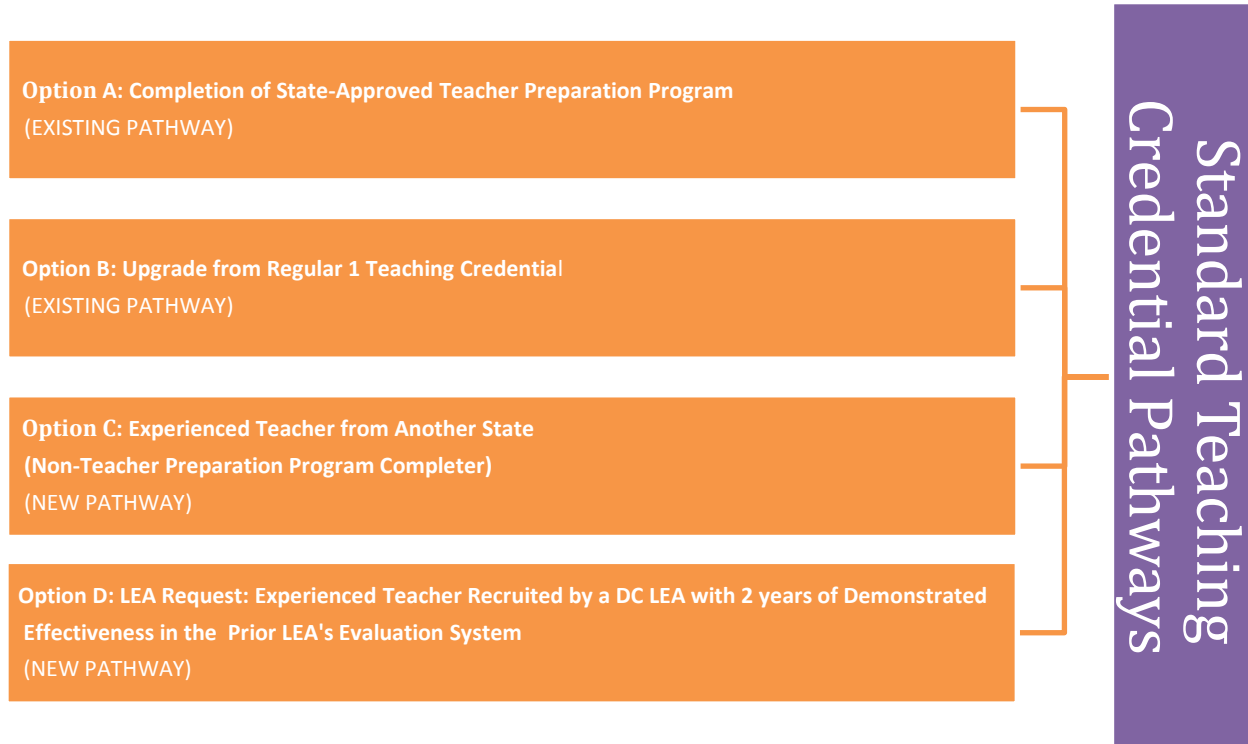 Option A: Completion of State-Approved Teacher Preparation Program
(EXISTING PATHWAY)
Option B: Upgrade from Regular 1 Teaching Credential
(EXISTING PATHWAY)
Option C: Experienced Teacher from Another State
(Non-Teacher Preparation Program Completer)
(NEW PATHWAY)
Option D: LEA Request: Experienced Teacher Recruited by a DC LEA with 2 years of Demonstrated
Effectiveness in the Prior LEA's Evaluation System
(NEW PATHWAY)
Standard Teaching
Credential Pathways